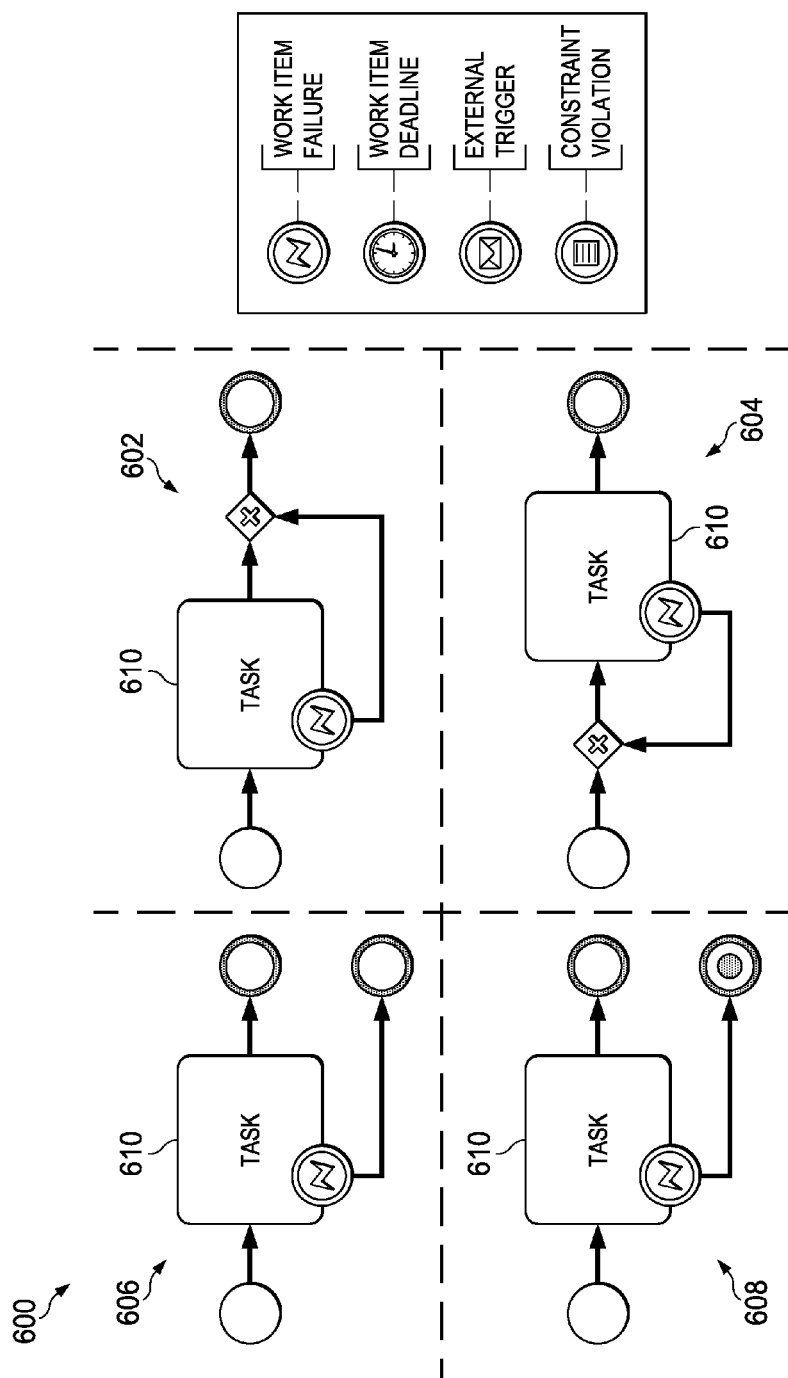 600
606
610
TASK
610
602
TASK
610
TASK
608
TASK
610
604
WORK ITEM
FAILURE
WORK ITEM
DEADLINE
EXTERNAL
TRIGGER
CONSTRAINT
VIOLATION